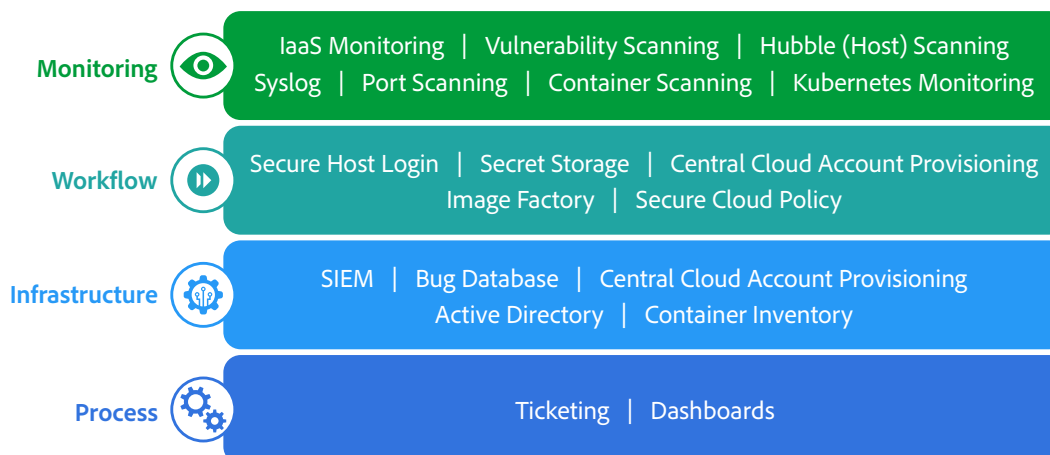 Monitoring
IaaS Monitoring | Vulnerability Scanning | Hubble (Host) Scanning
Syslog | Port Scanning | Container Scanning | Kubernetes Monitoring
Workflow
Secure Host Login | Secret Storage | Central Cloud Account Provisioning
Image Factory | Secure Cloud Policy
Infrastructure
SIEM | Bug Database | Central Cloud Account Provisioning
Active Directory | Container Inventory
Process
Ticketing | Dashboards